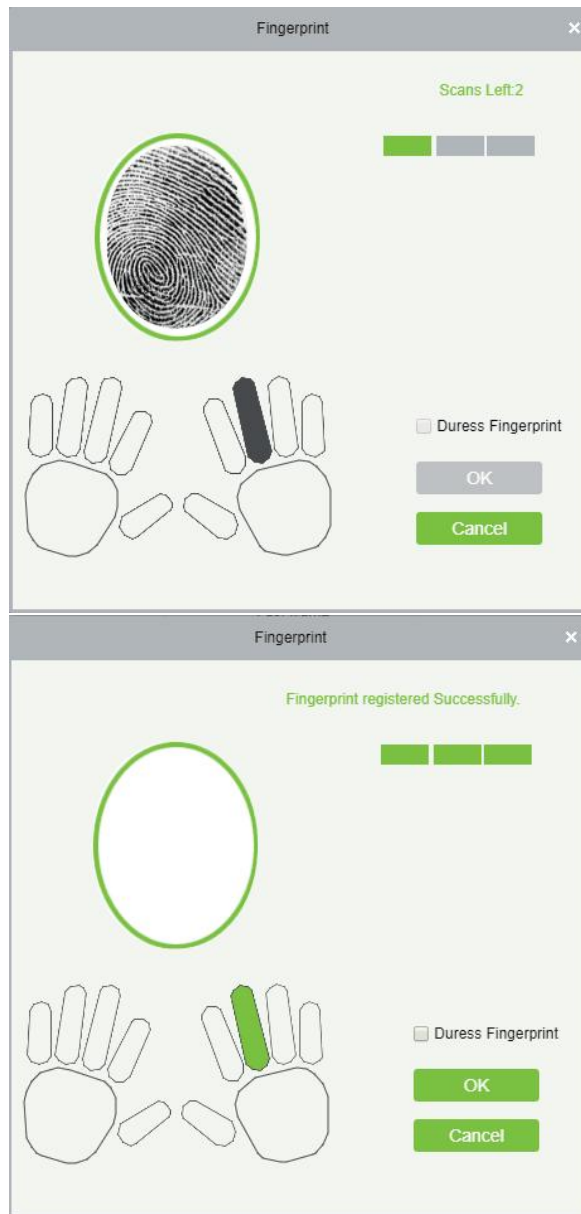 Fingerprint ×
Scans Left:2
Duress Fingerprint
OK
Cancel
Fingerprint ×
Fingerprint registered Successfully.
Duress Fingerprint
OK
Cancel